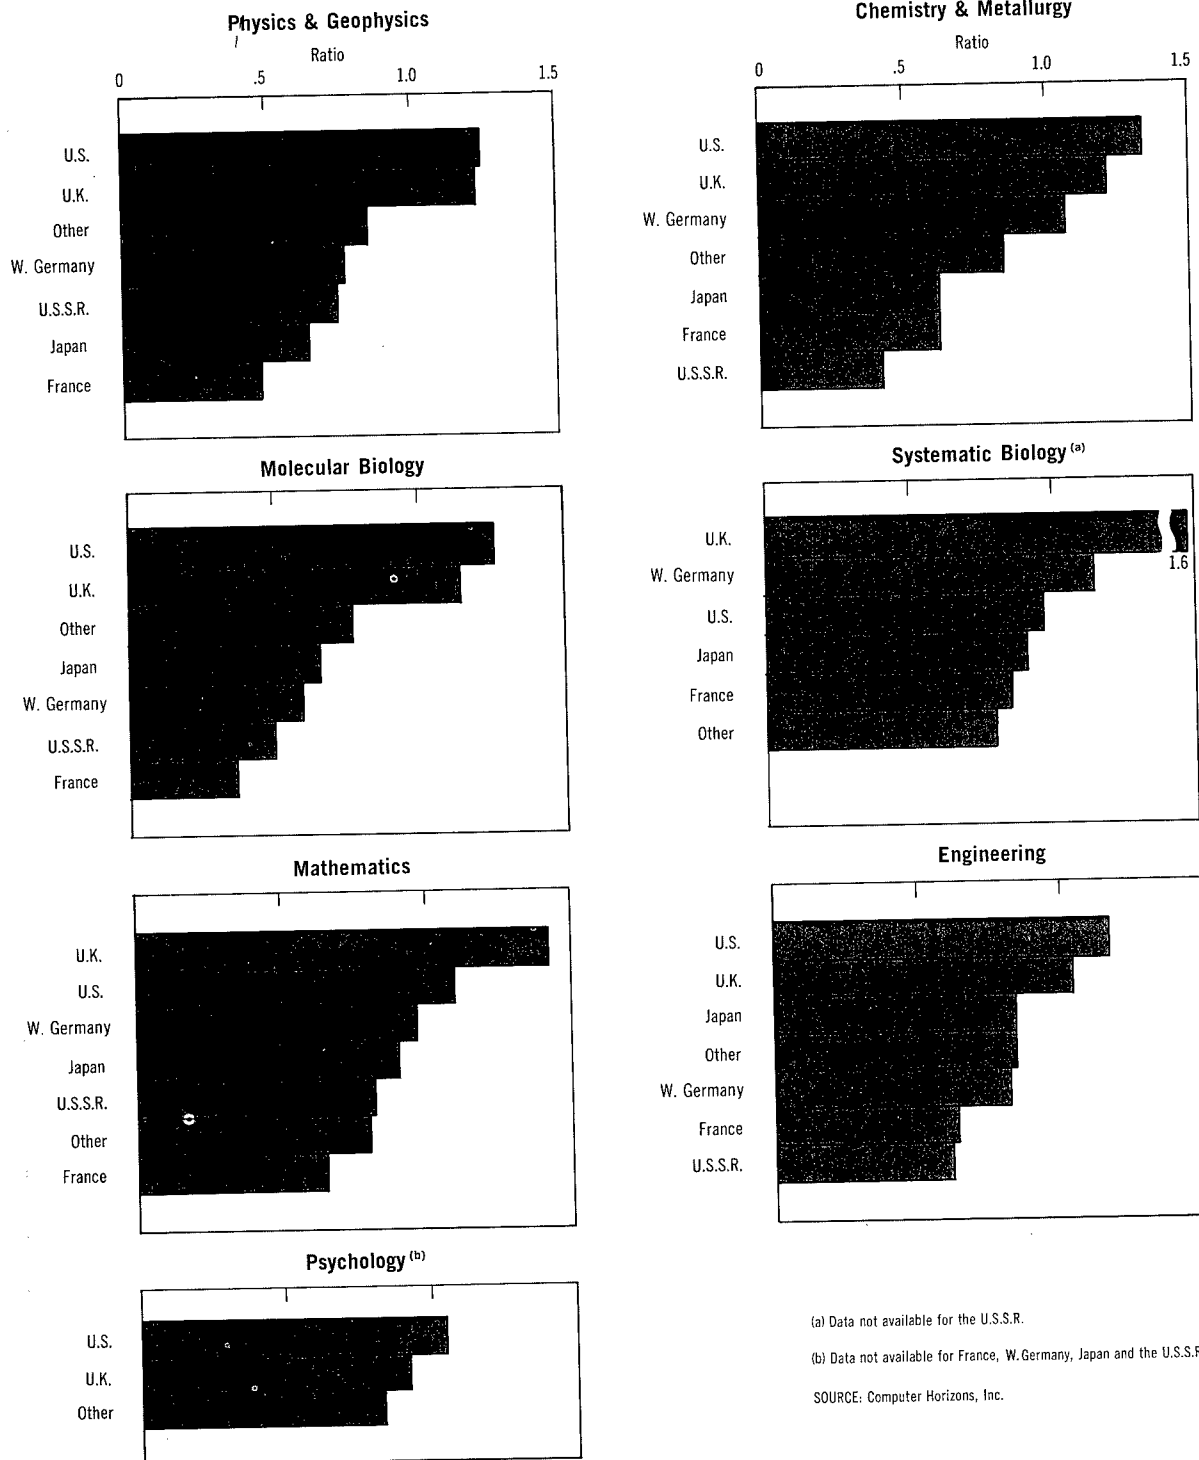 Physics & Geophysics
Ratio
0 .5 1.0 1.5
U.S.
U.K.
Other
W. Germany
U.S.S.R.
Japan
France
Chemistry & Metallurgy
Ratio
0 .5 1.0 1.5
U.S.
U.K.
W. Germany
Other
Japan
France
U.S.S.R.
Molecular Biology
U.S.
U.K.
Other
Japan
W. Germany
U.S.S.R.
France
Systematic Biology (a)
U.K.
1.6
W. Germany
U.S.
Japan
France
Other
Mathematics
U.K.
U.S.
W. Germany
Japan
U.S.S.R.
Other
France
Engineering
U.S.
U.K.
Japan
Other
W. Germany
France
U.S.S.R.
Psychology (b)
U.S.
U.K.
Other
(a) Data not available for the U.S.S.R.
(b) Data not available for France, W. Germany, Japan and the U.S.S.R
SOURCE: Computer Horizons, Inc.